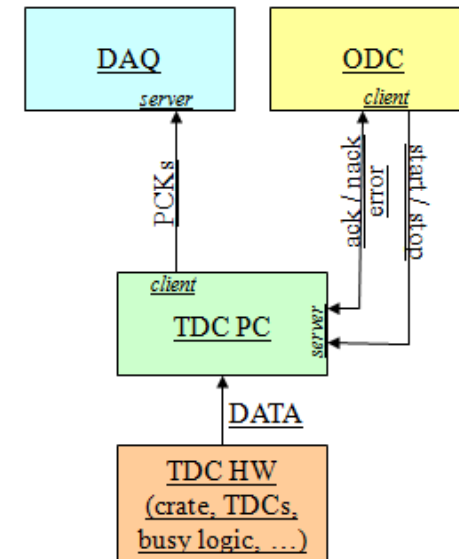 DAQ
server
ODC
client
PCKs
ack / nack
error
start / stop
client
TDC PC
server
DATA
TDC HW
(crate, TDCs,
busy logic, …)